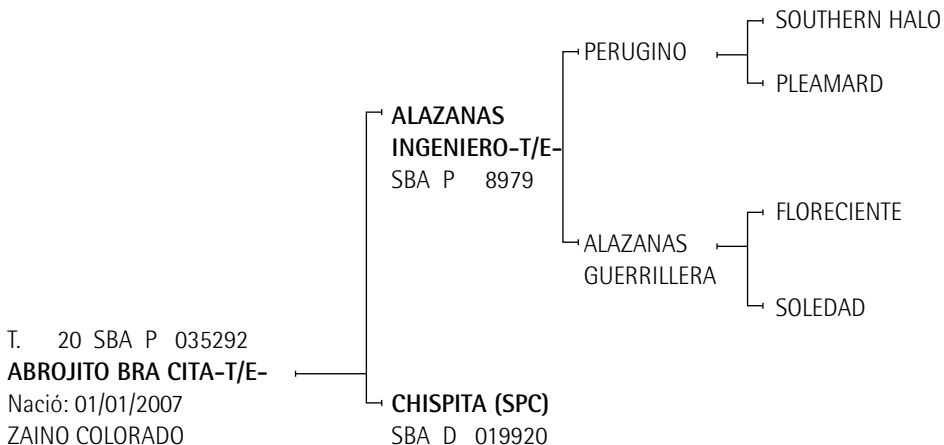 SOUTHERN HALO
PERUGINO
PLEAMARD
ALAZANAS
INGENIERO-T/E-
SBA P 8979
FLORECIENTE
ALAZANAS
GUERRILLERA
SOLEDAD
T. 20 SBA P 035292
ABROJITO BRA CITA-T/E-
Nació: 01/01/2007
ZAINO COLORADO
CHISPITA (SPC)
SBA D 019920